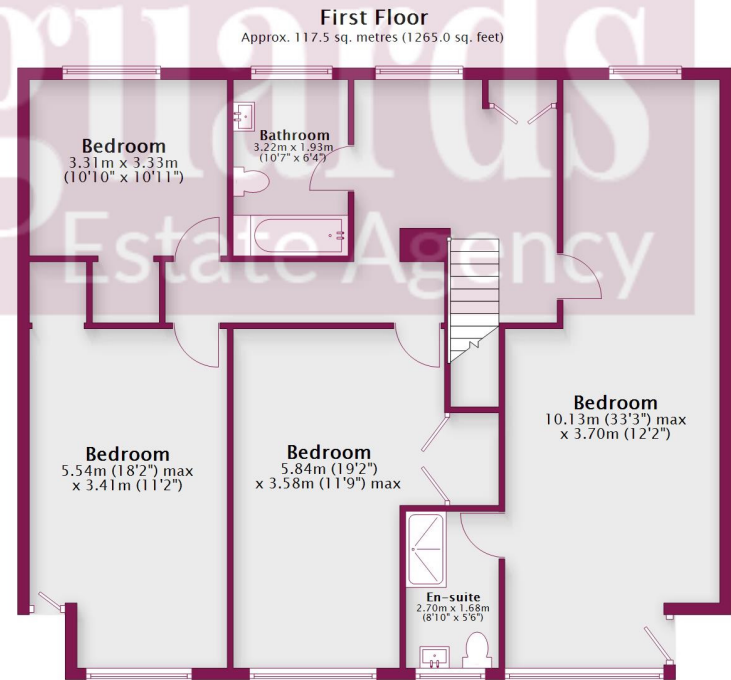 First Floor
Approx. 117.5 sq. metres (1265.0 sq. feet)
guards
Estate Agency
Bedroom
3.31m x 3.33m
(10'10" x 10'11")
Bathroom
3.22m x 1.93m
(10'7" x 6'4")
Bedroom
10.13m (33'3") max
x 3.70m (12'2")
Bedroom
5.54m (18'2") max
x 3.41m (11'2")
Bedroom
5.84m (19'2")
x 3.58m (11'9") max
En-suite
2.70m x 1.68m
(8'10" x 5'6")